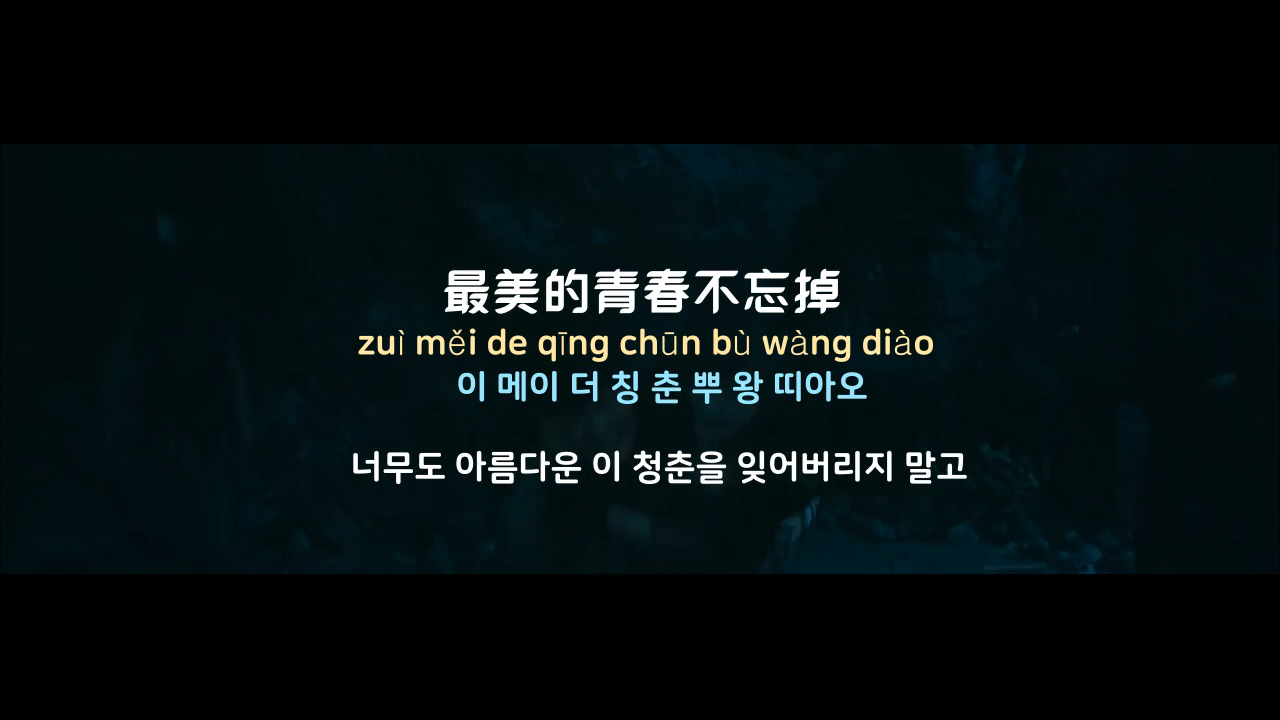 最美的青春不忘掉
zuì měi de qīng chūn bù wàng diào
이 메이 더 칭 춘 뿌 왕 띠아오
너무도 아름다운 이 청춘을 잊어버리지 말고